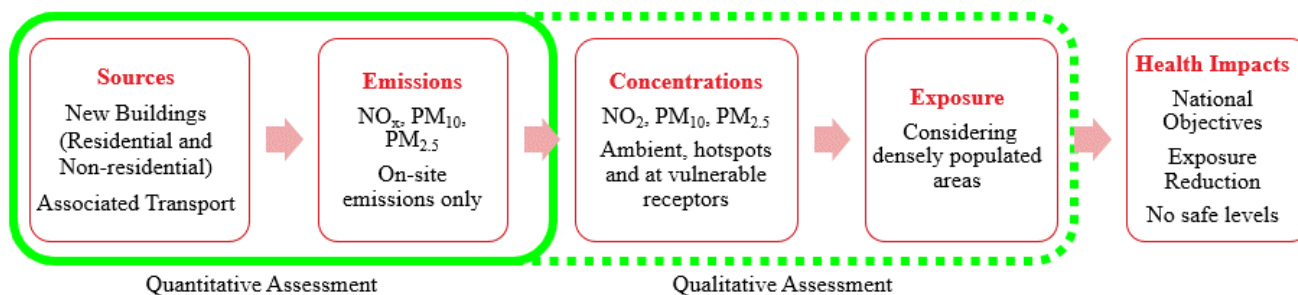 Sources
New Buildings
(Residential and
Non-residential)
Associated Transport
Emissions
NOₓ, PM₁₀,
PM₂.₅
On-site
emissions only
Concentrations
NO₂, PM₁₀, PM₂.₅
Ambient, hotspots
and at vulnerable
receptors
Exposure
Considering
densely populated
areas
Health Impacts
National
Objectives
Exposure
Reduction
No safe levels
Quantitative Assessment
Qualitative Assessment